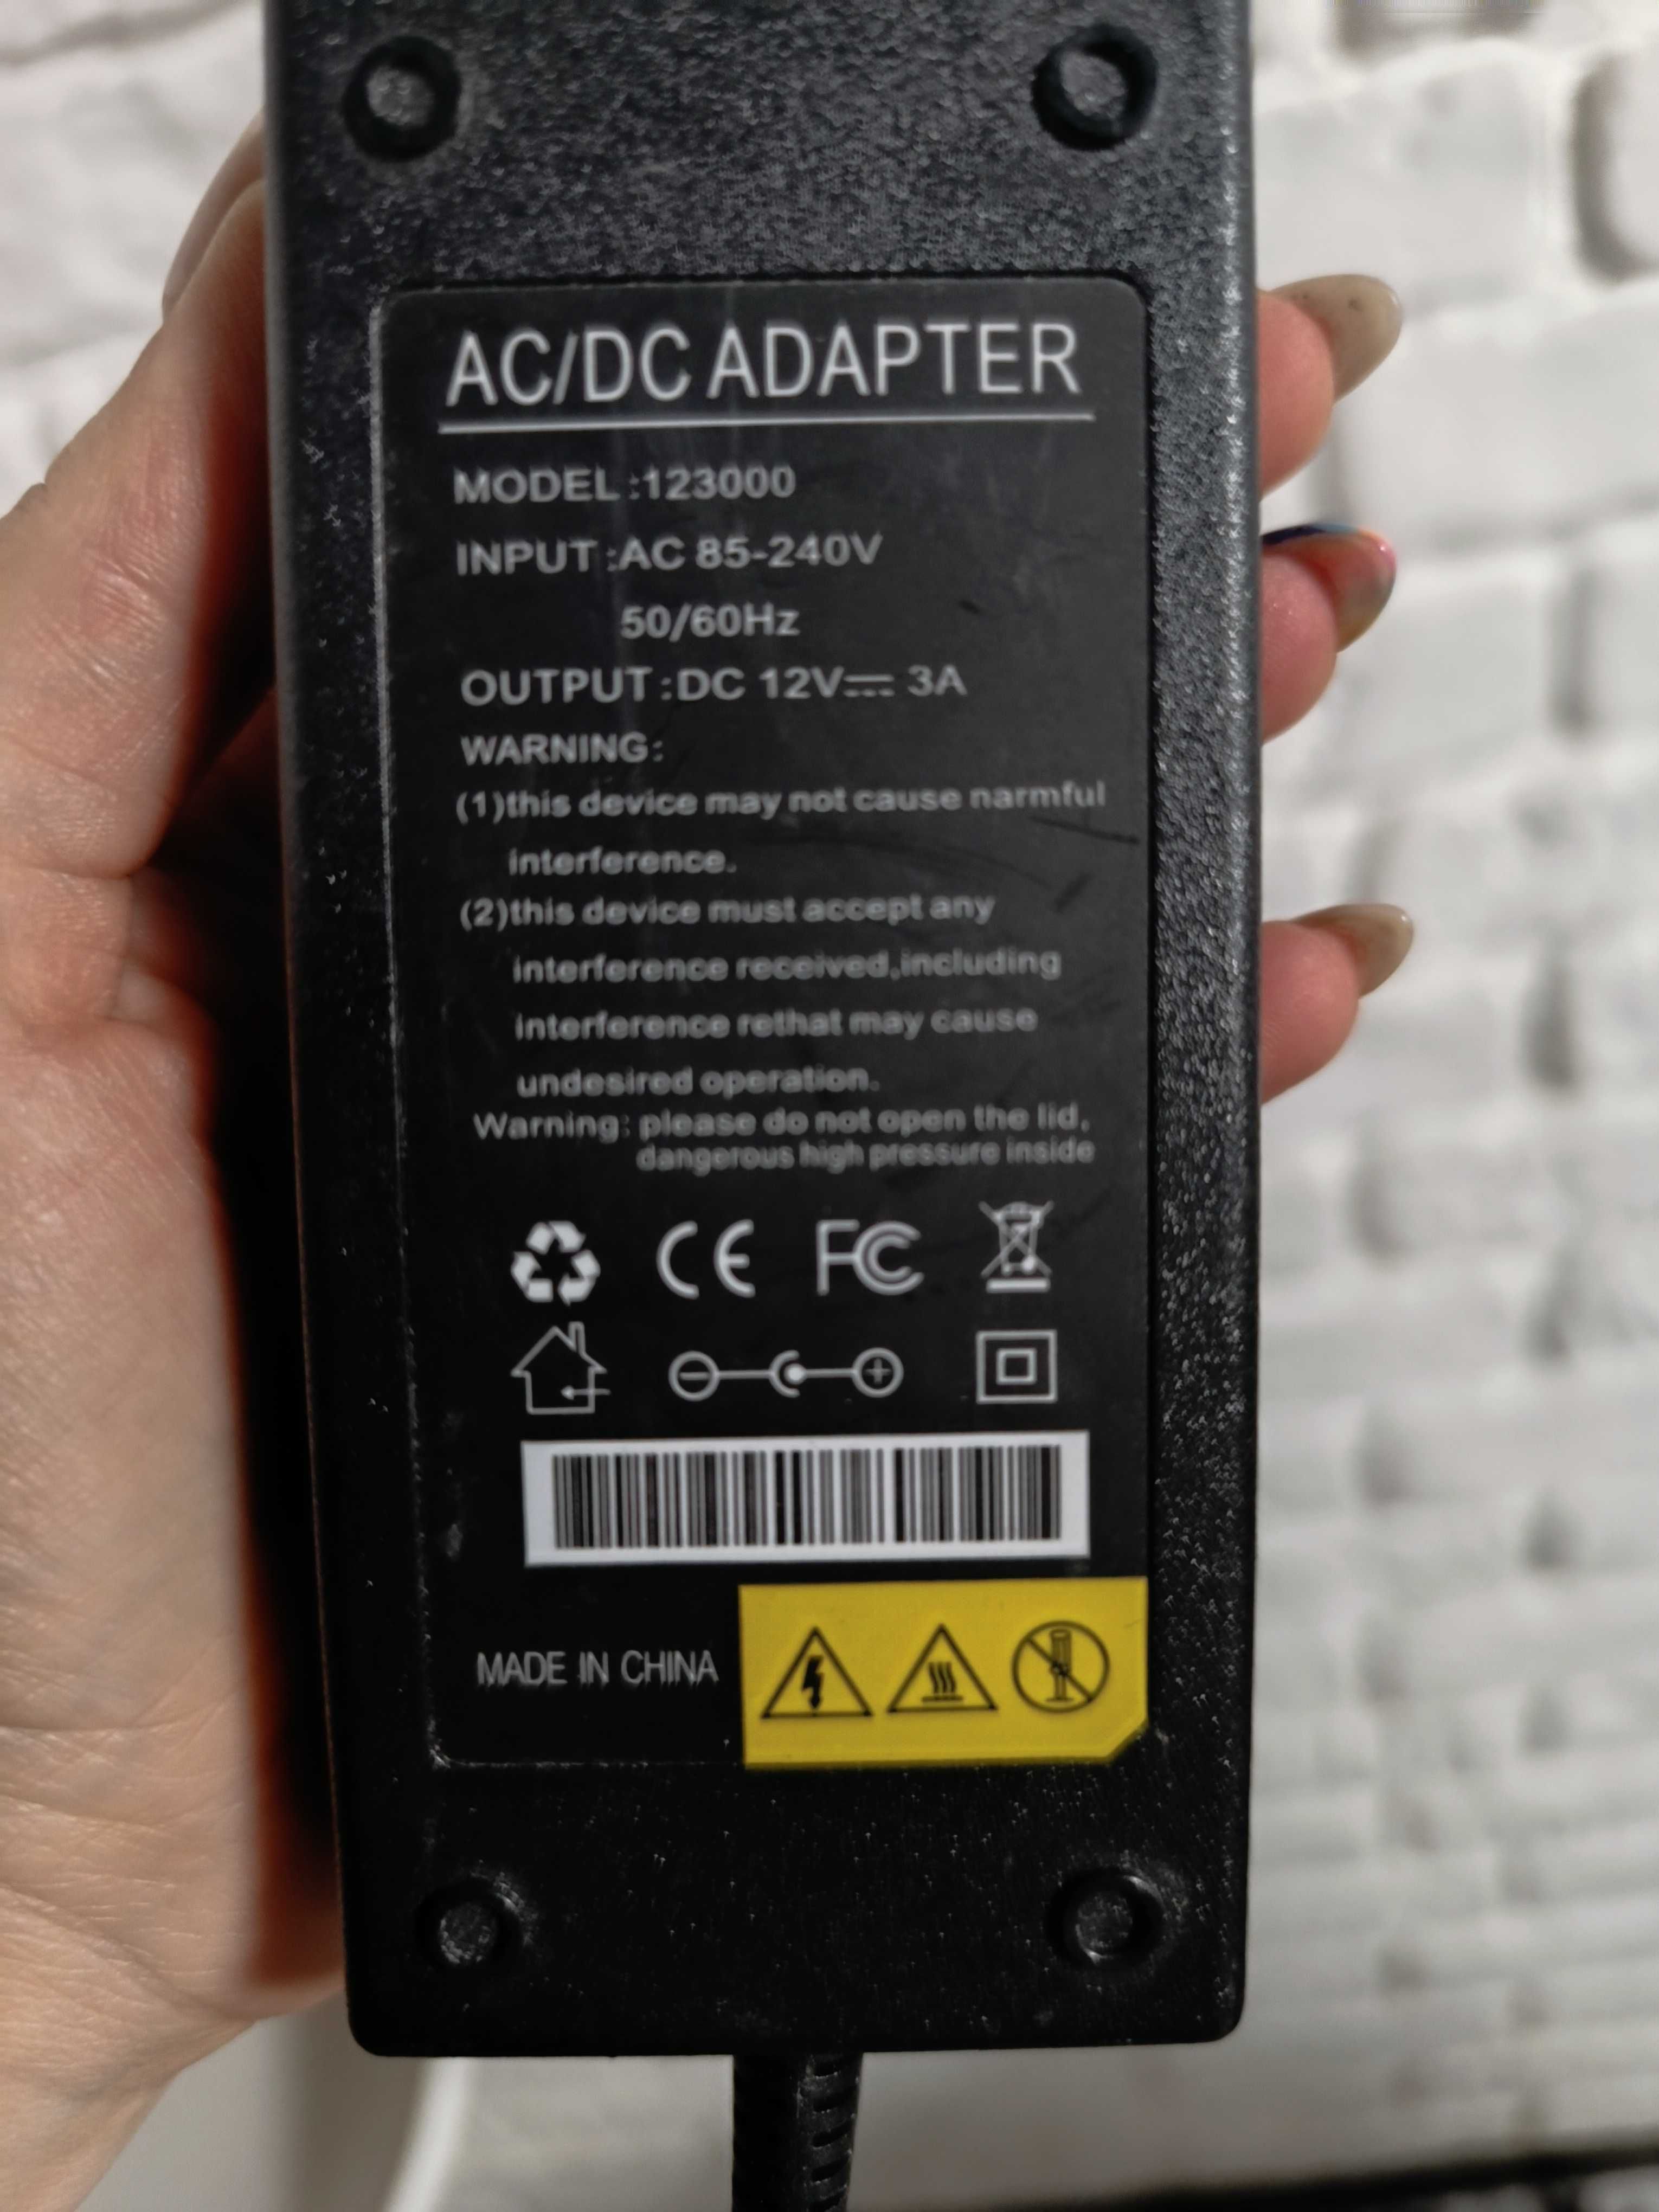 AC/DC ADAPTER
MODEL :123000
INPUT :AC 85-240V
50/60Hz
OUTPUT :DC 12V⎓ 3A
WARNING:
(1)this device may not cause narmful
interference.
(2)this device must accept any
interference received,including
interference rethat may cause
undesired operation.
Warning: please do not open the lid,
dangerous high pressure inside
CE FC
MADE IN CHINA